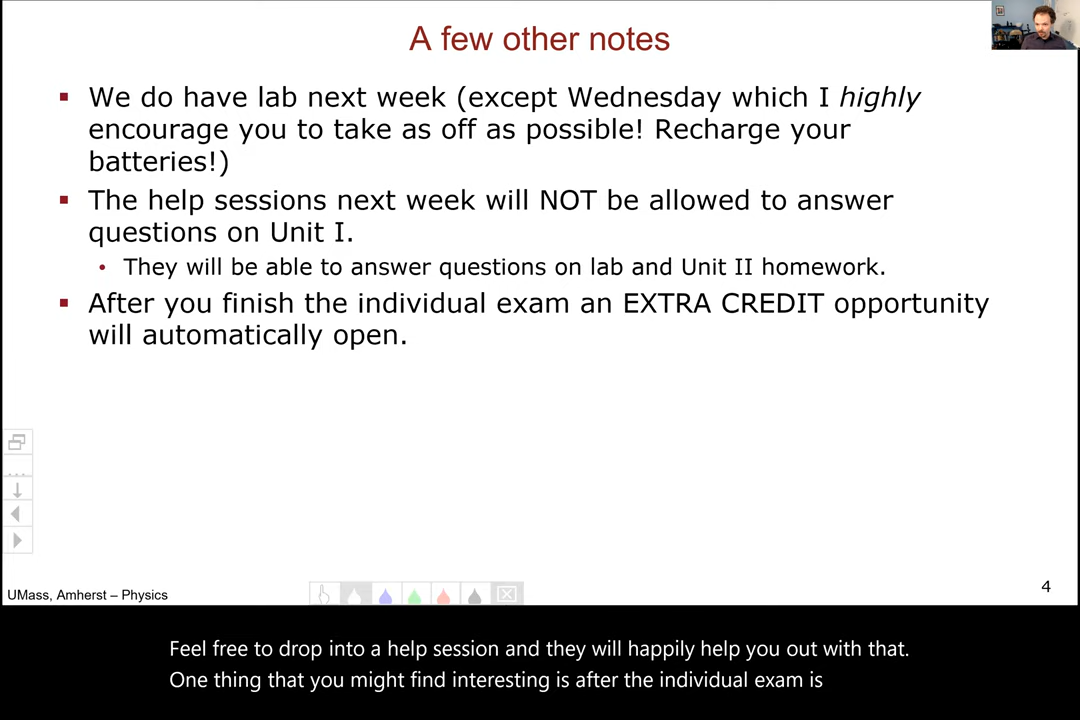 A few other notes
We do have lab next week (except Wednesday which I highly
encourage you to take as off as possible! Recharge your
batteries!)
The help sessions next week will NOT be allowed to answer
questions on Unit I.
They will be able to answer questions on lab and Unit II homework.
After you finish the individual exam an EXTRA CREDIT opportunity
will automatically open.
UMass, Amherst – Physics
4
Feel free to drop into a help session and they will happily help you out with that.
One thing that you might find interesting is after the individual exam is